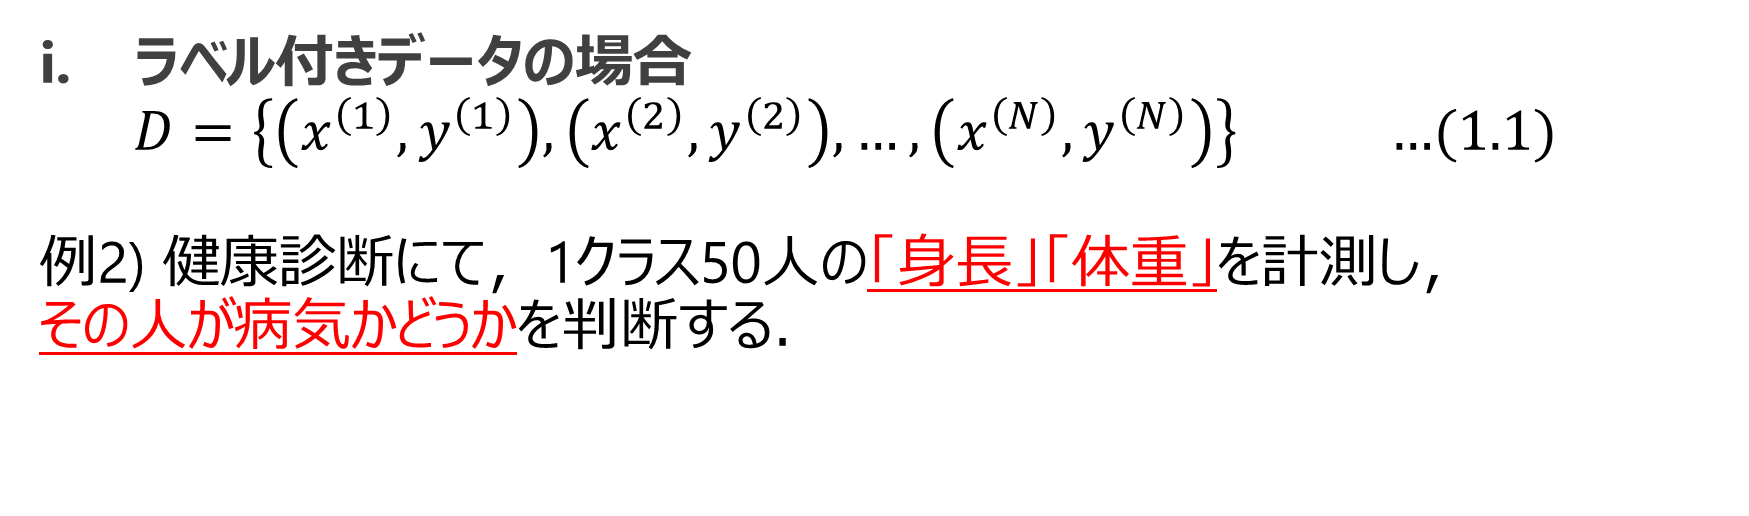 i. ラベル付きデータの場合
D = {(x^(1), y^(1)), (x^(2), y^(2)), … , (x^(N), y^(N))} …(1.1)
例2) 健康診断にて，1クラス50人の「身長」「体重」を計測し，
その人が病気かどうかを判断する．